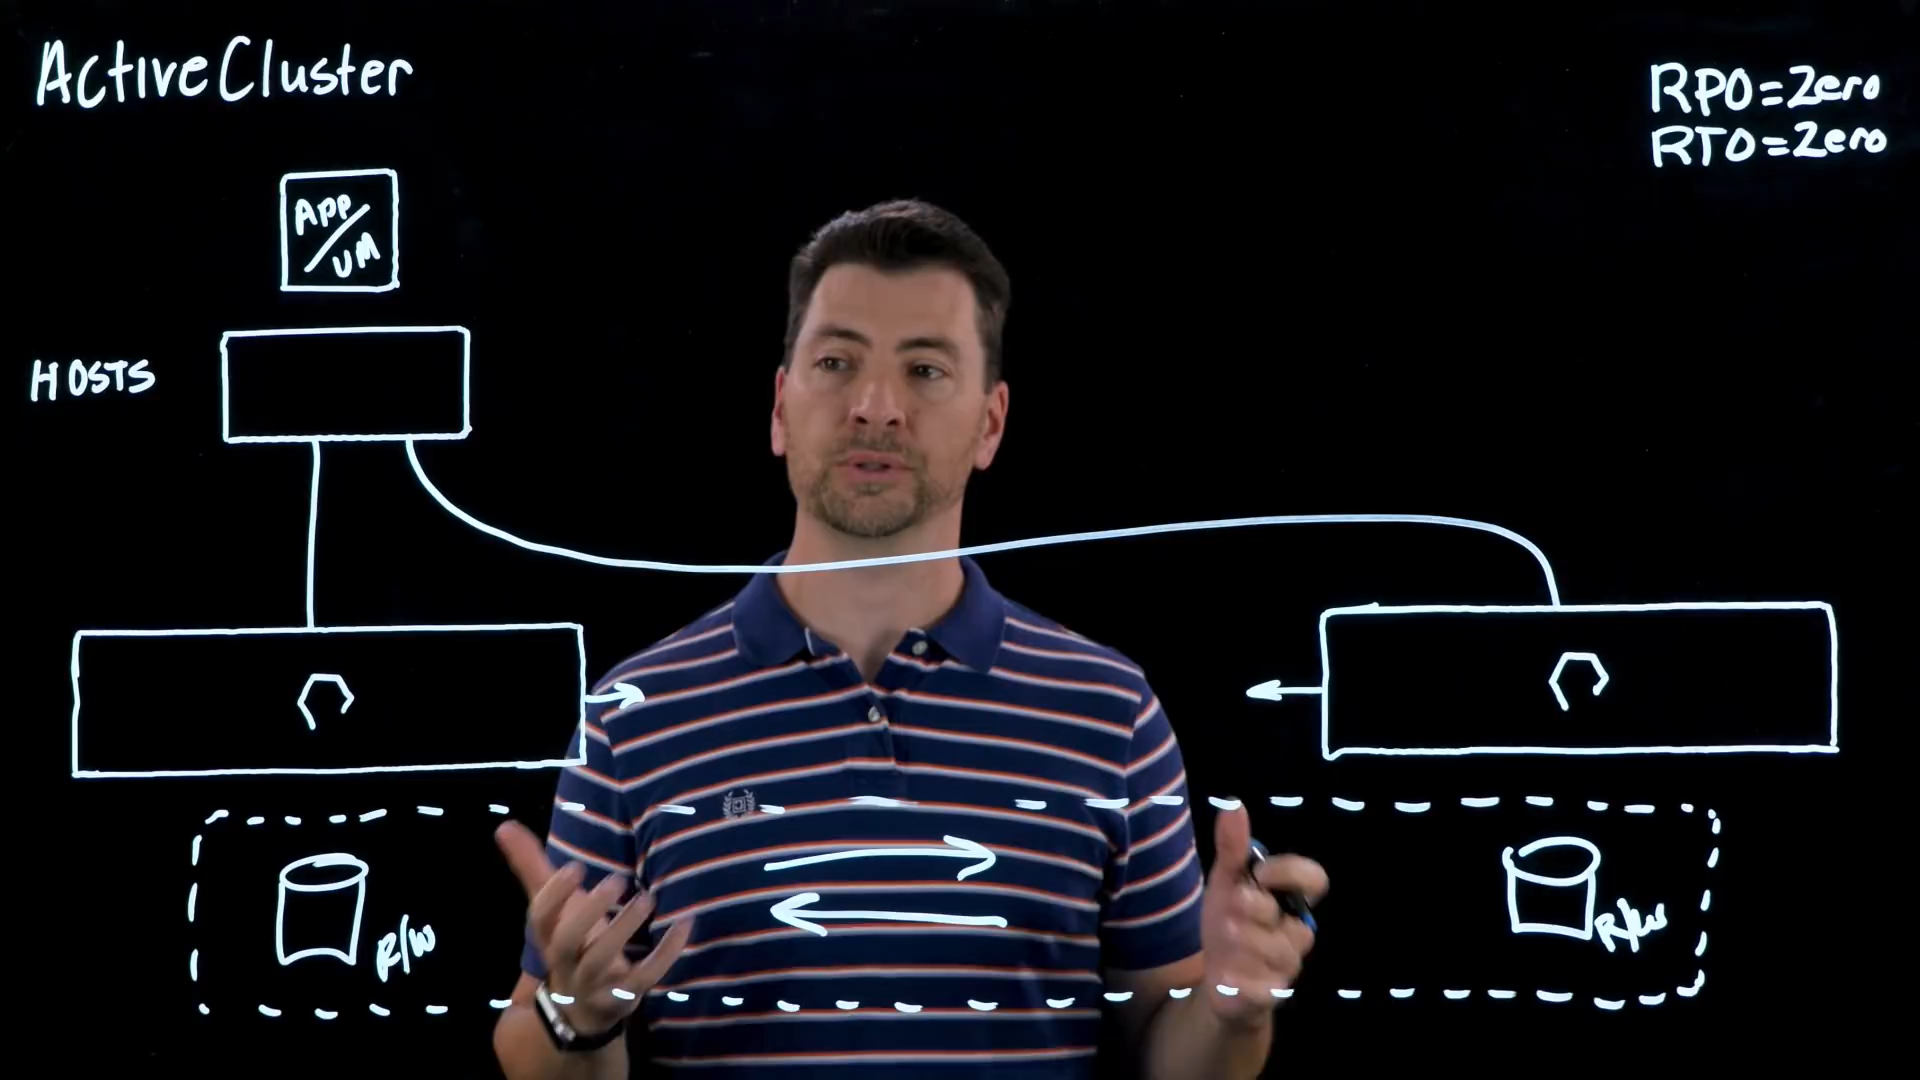 ActiveCluster
RPO=Zero
RTO=Zero
APP/VM
HOSTS
R/W
R/W